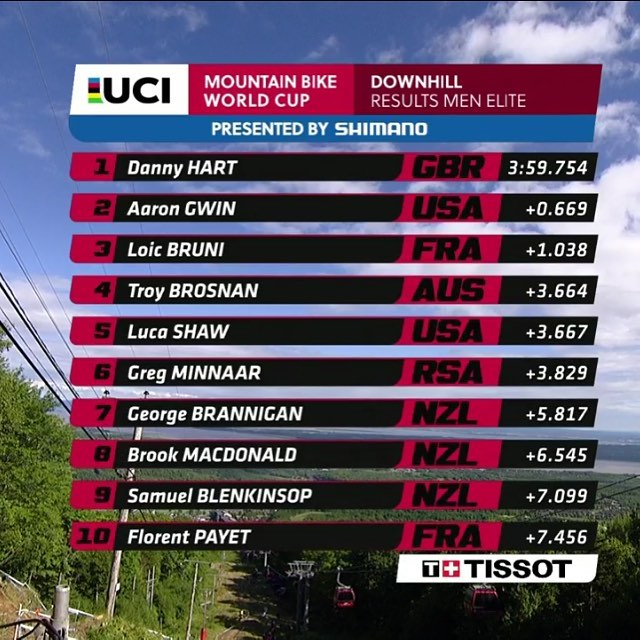 UCI MOUNTAIN BIKE WORLD CUP
DOWNHILL RESULTS MEN ELITE
PRESENTED BY SHIMANO
1 Danny HART GBR 3:59.754
2 Aaron GWIN USA +0.669
3 Loic BRUNI FRA +1.038
4 Troy BROSNAN AUS +3.664
5 Luca SHAW USA +3.667
6 Greg MINNAAR RSA +3.829
7 George BRANNIGAN NZL +5.817
8 Brook MACDONALD NZL +6.545
9 Samuel BLENKINSOP NZL +7.099
10 Florent PAYET FRA +7.456
T+ TISSOT